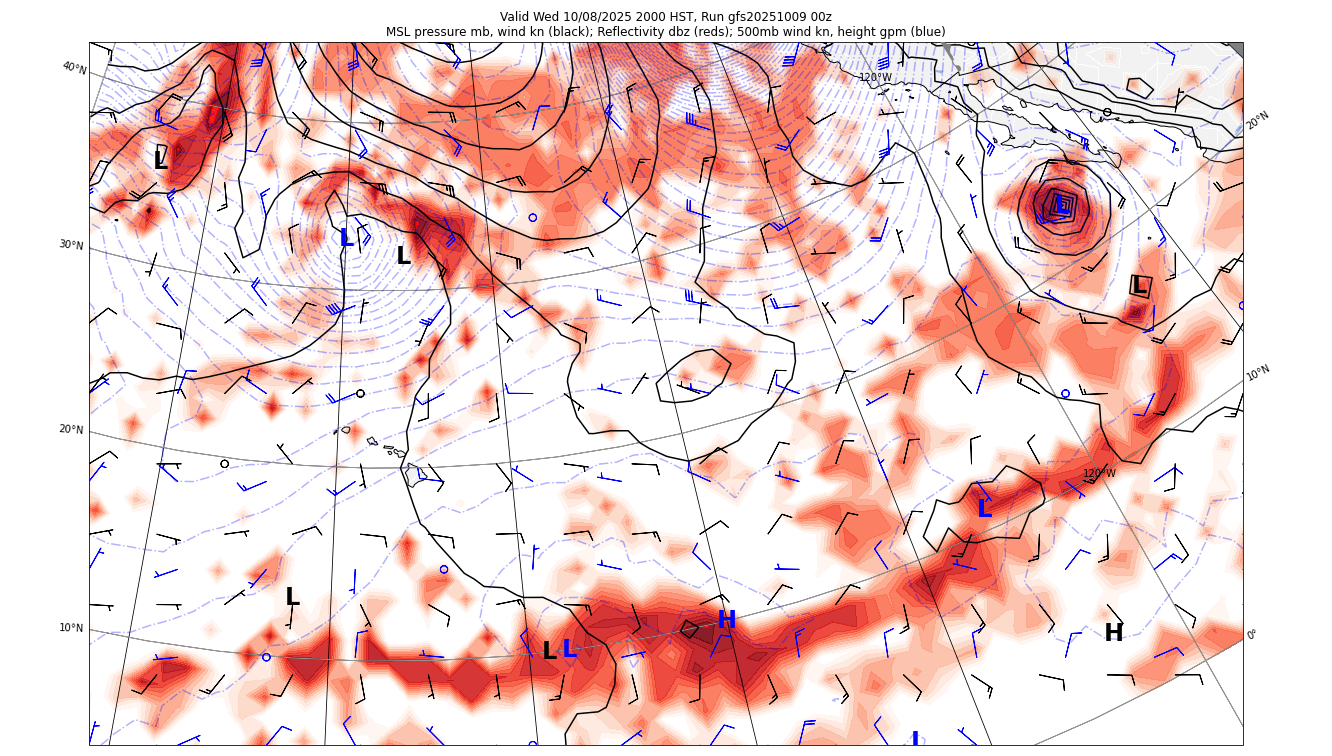 Valid Wed 10/08/2025 2000 HST, Run gfs20251009 00z
MSL pressure mb, wind kn (black); Reflectivity dbz (reds); 500mb wind kn, height gpm (blue)
40°N
120°W
20°N
L
L
L
30°N
L
L
10°N
20°N
120°W
L
L
10°N
H
H
0°
L
L
L